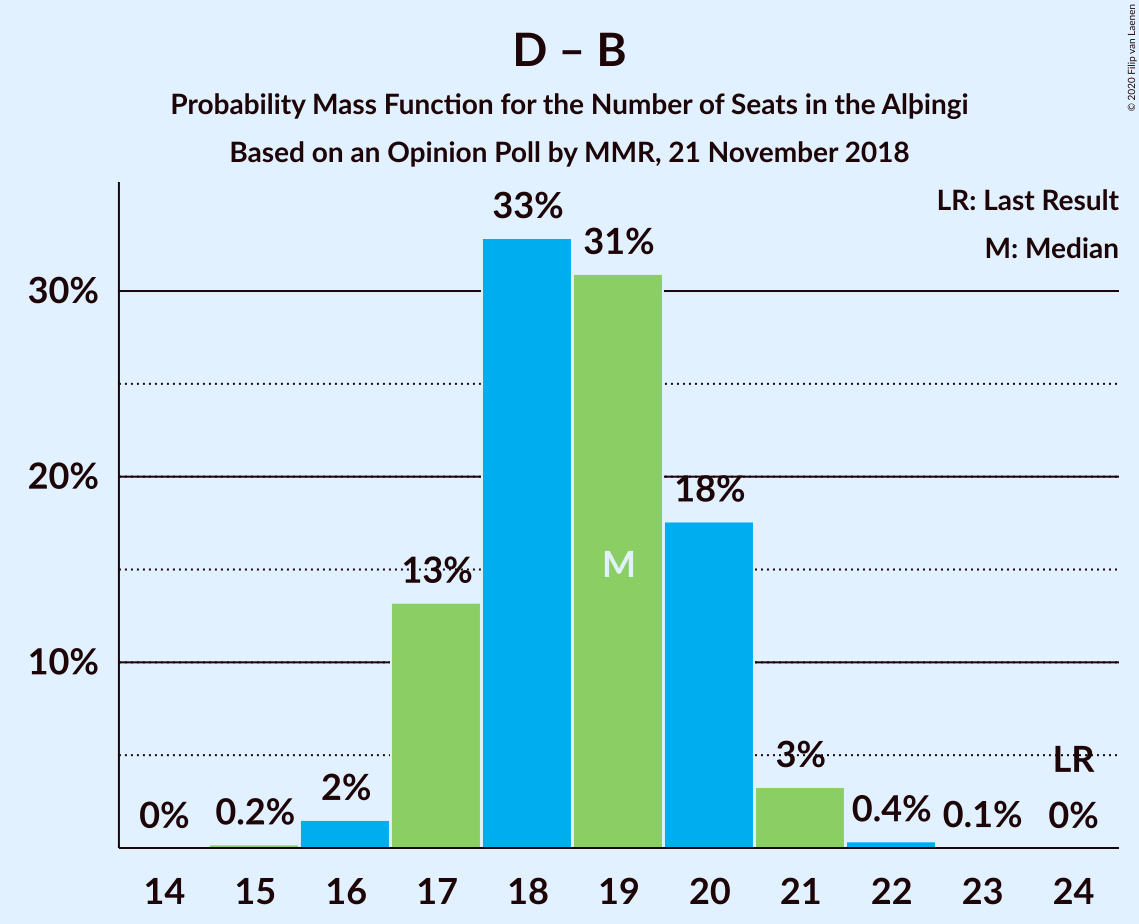 D – B
Probability Mass Function for the Number of Seats in the Alþingi
Based on an Opinion Poll by MMR, 21 November 2018
© 2020 Filip van Laenen
LR: Last Result
M: Median
30%
20%
10%
0%
0.2%
2%
13%
33%
31%
18%
3%
0.4%
0.1%
0%
LR
M
14 15 16 17 18 19 20 21 22 23 24